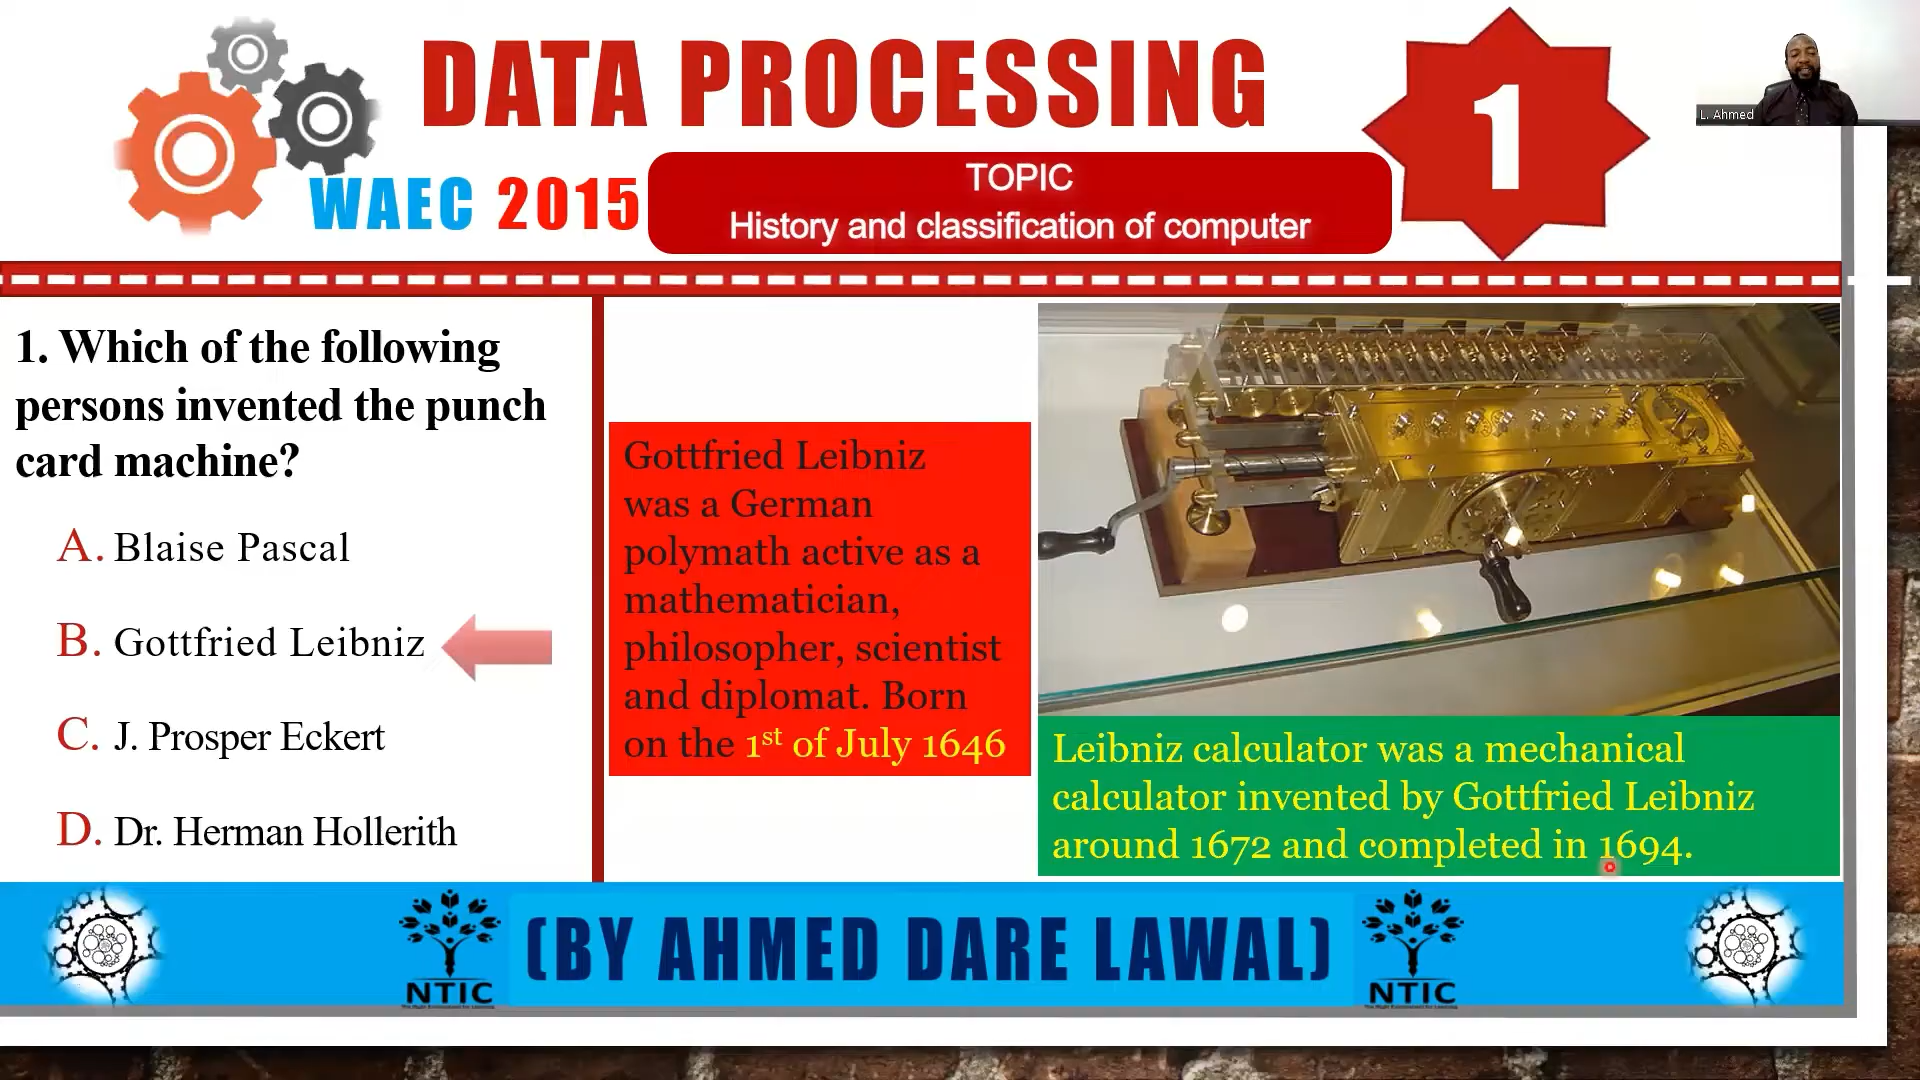 DATA PROCESSING
1
L. Ahmed
WAEC 2015
TOPIC
History and classification of computer
1. Which of the following
persons invented the punch
card machine?
A. Blaise Pascal
B. Gottfried Leibniz
C. J. Prosper Eckert
D. Dr. Herman Hollerith
Gottfried Leibniz
was a German
polymath active as a
mathematician,
philosopher, scientist
and diplomat. Born
on the 1st of July 1646
Leibniz calculator was a mechanical
calculator invented by Gottfried Leibniz
around 1672 and completed in 1694.
NTIC
(BY AHMED DARE LAWAL)
NTIC